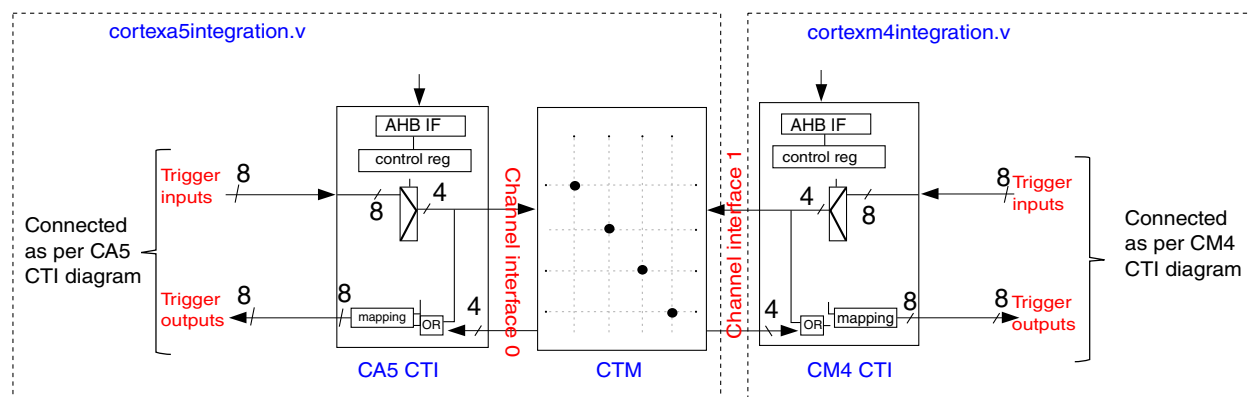 cortexa5integration.v
cortexm4integration.v
AHB IF
control reg
AHB IF
control reg
8
Trigger
inputs
8
4
Channel interface 0
Channel interface 1
4
8
8
Trigger
inputs
Connected
as per CA5
CTI diagram
Connected
as per CM4
CTI diagram
8
Trigger
outputs
8
mapping
OR
4
4
OR
mapping
8
8
Trigger
outputs
CA5 CTI
CTM
CM4 CTI